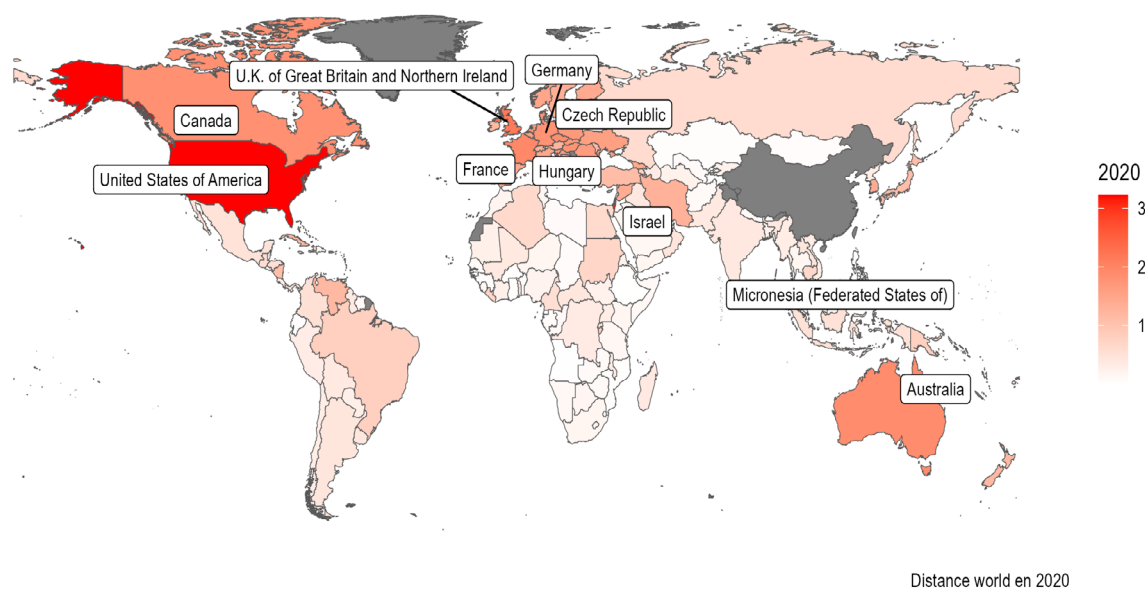 U.K. of Great Britain and Northern Ireland
Germany
Canada
Czech Republic
France
Hungary
United States of America
Israel
Micronesia (Federated States of)
Australia
2020
3
2
1
Distance world en 2020